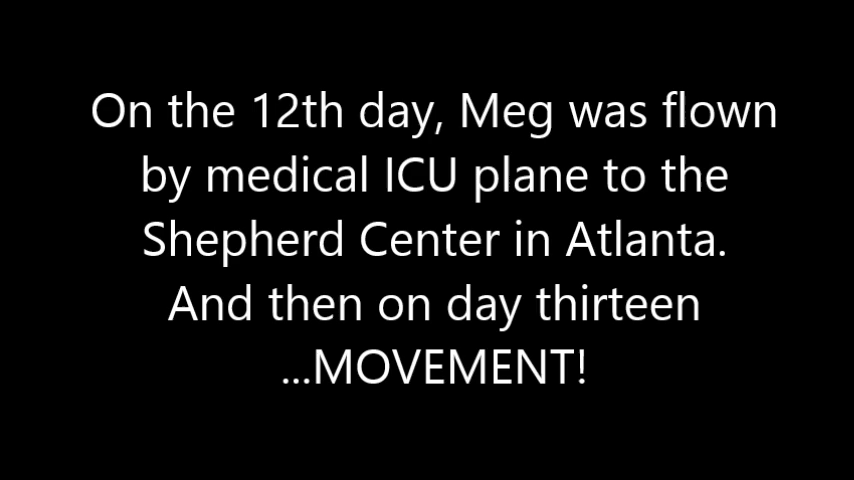 On the 12th day, Meg was flown
by medical ICU plane to the
Shepherd Center in Atlanta.
And then on day thirteen
...MOVEMENT!